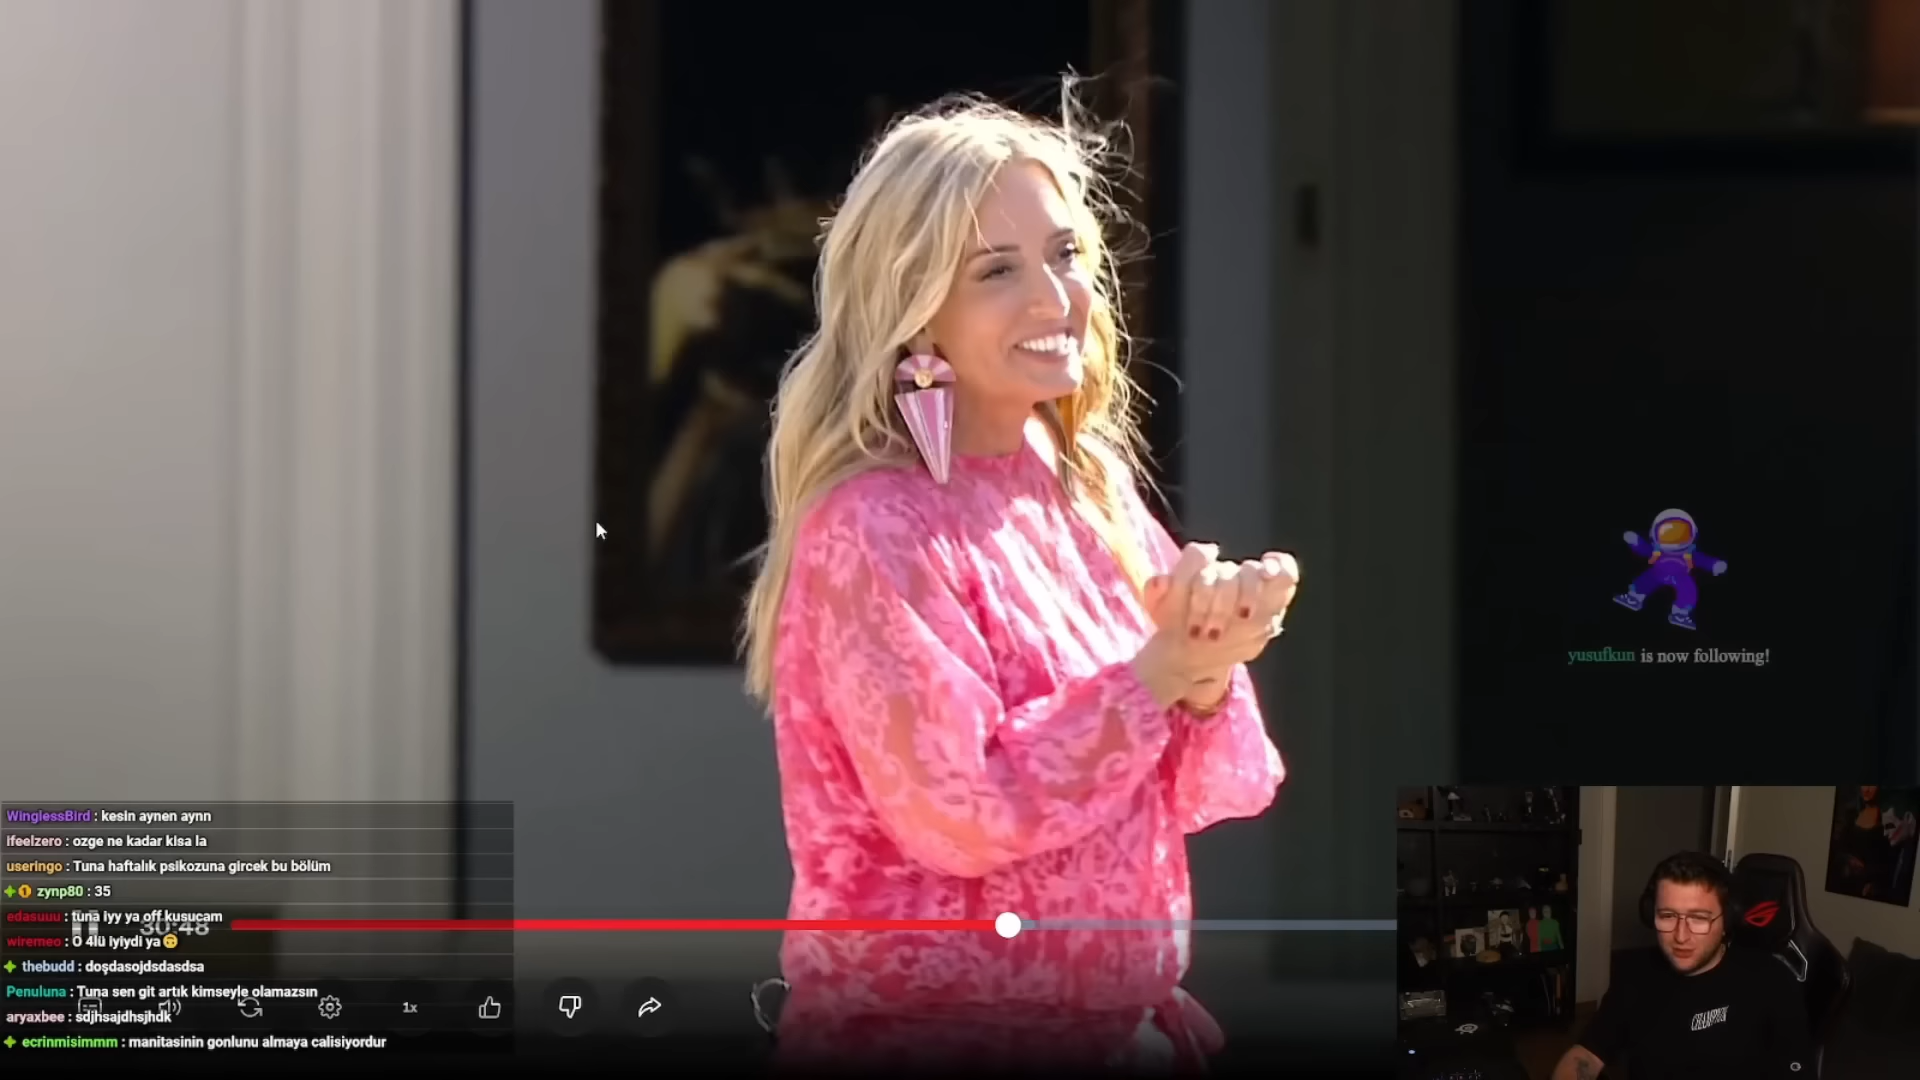 yusufkun is now following!
WinglessBird : kesin aynen aynn
ifeelzero : ozge ne kadar kisa la
useringo : Tuna haftalık psikozuna gircek bu bölüm
zynp80 : 35
edasuuu : tuna iyy ya off kusucam
30:48
wiremeo : O 4lü iyiydi ya 🙃
thebudd : doşdasojdsdasdsa
Penuluna : Tuna sen git artık kimseyle olamazsın
1x
aryaxbee : sdjhsajdhsjhdk
ecrinmisimmm : manitasinin gonlunu almaya calisiyordur
CHAMPION